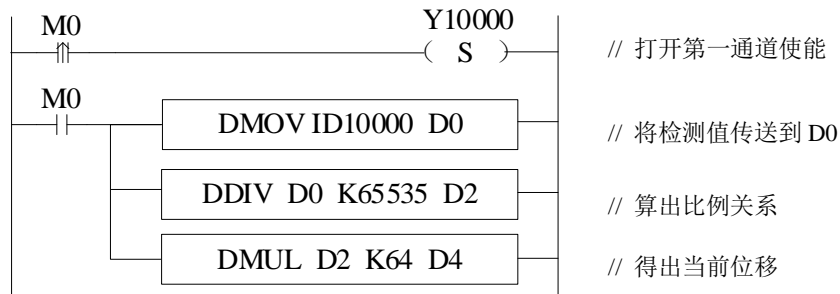 M0 Y10000
( S ) // 打开第一通道使能
M0
DMOV ID10000 D0 // 将检测值传送到 D0
DDIV D0 K65535 D2 // 算出比例关系
DMUL D2 K64 D4 // 得出当前位移